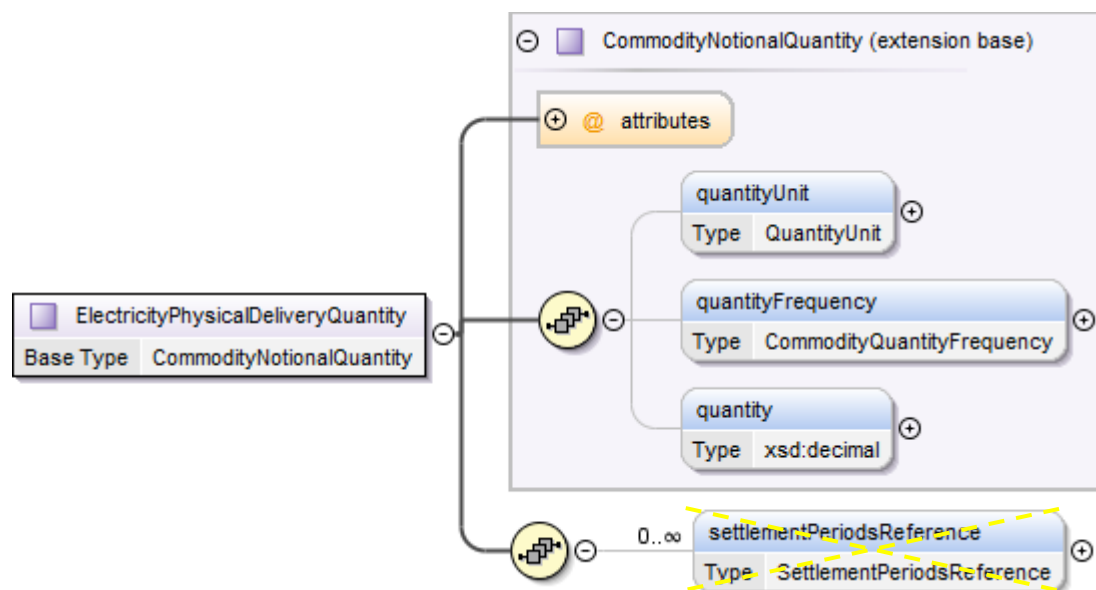 CommodityNotionalQuantity (extension base)
@ attributes
quantityUnit
Type QuantityUnit
quantityFrequency
Type CommodityQuantityFrequency
ElectricityPhysicalDeliveryQuantity
Base Type CommodityNotionalQuantity
quantity
Type xsd:decimal
0..∞ settlementPeriodsReference
Type SettlementPeriodsReference